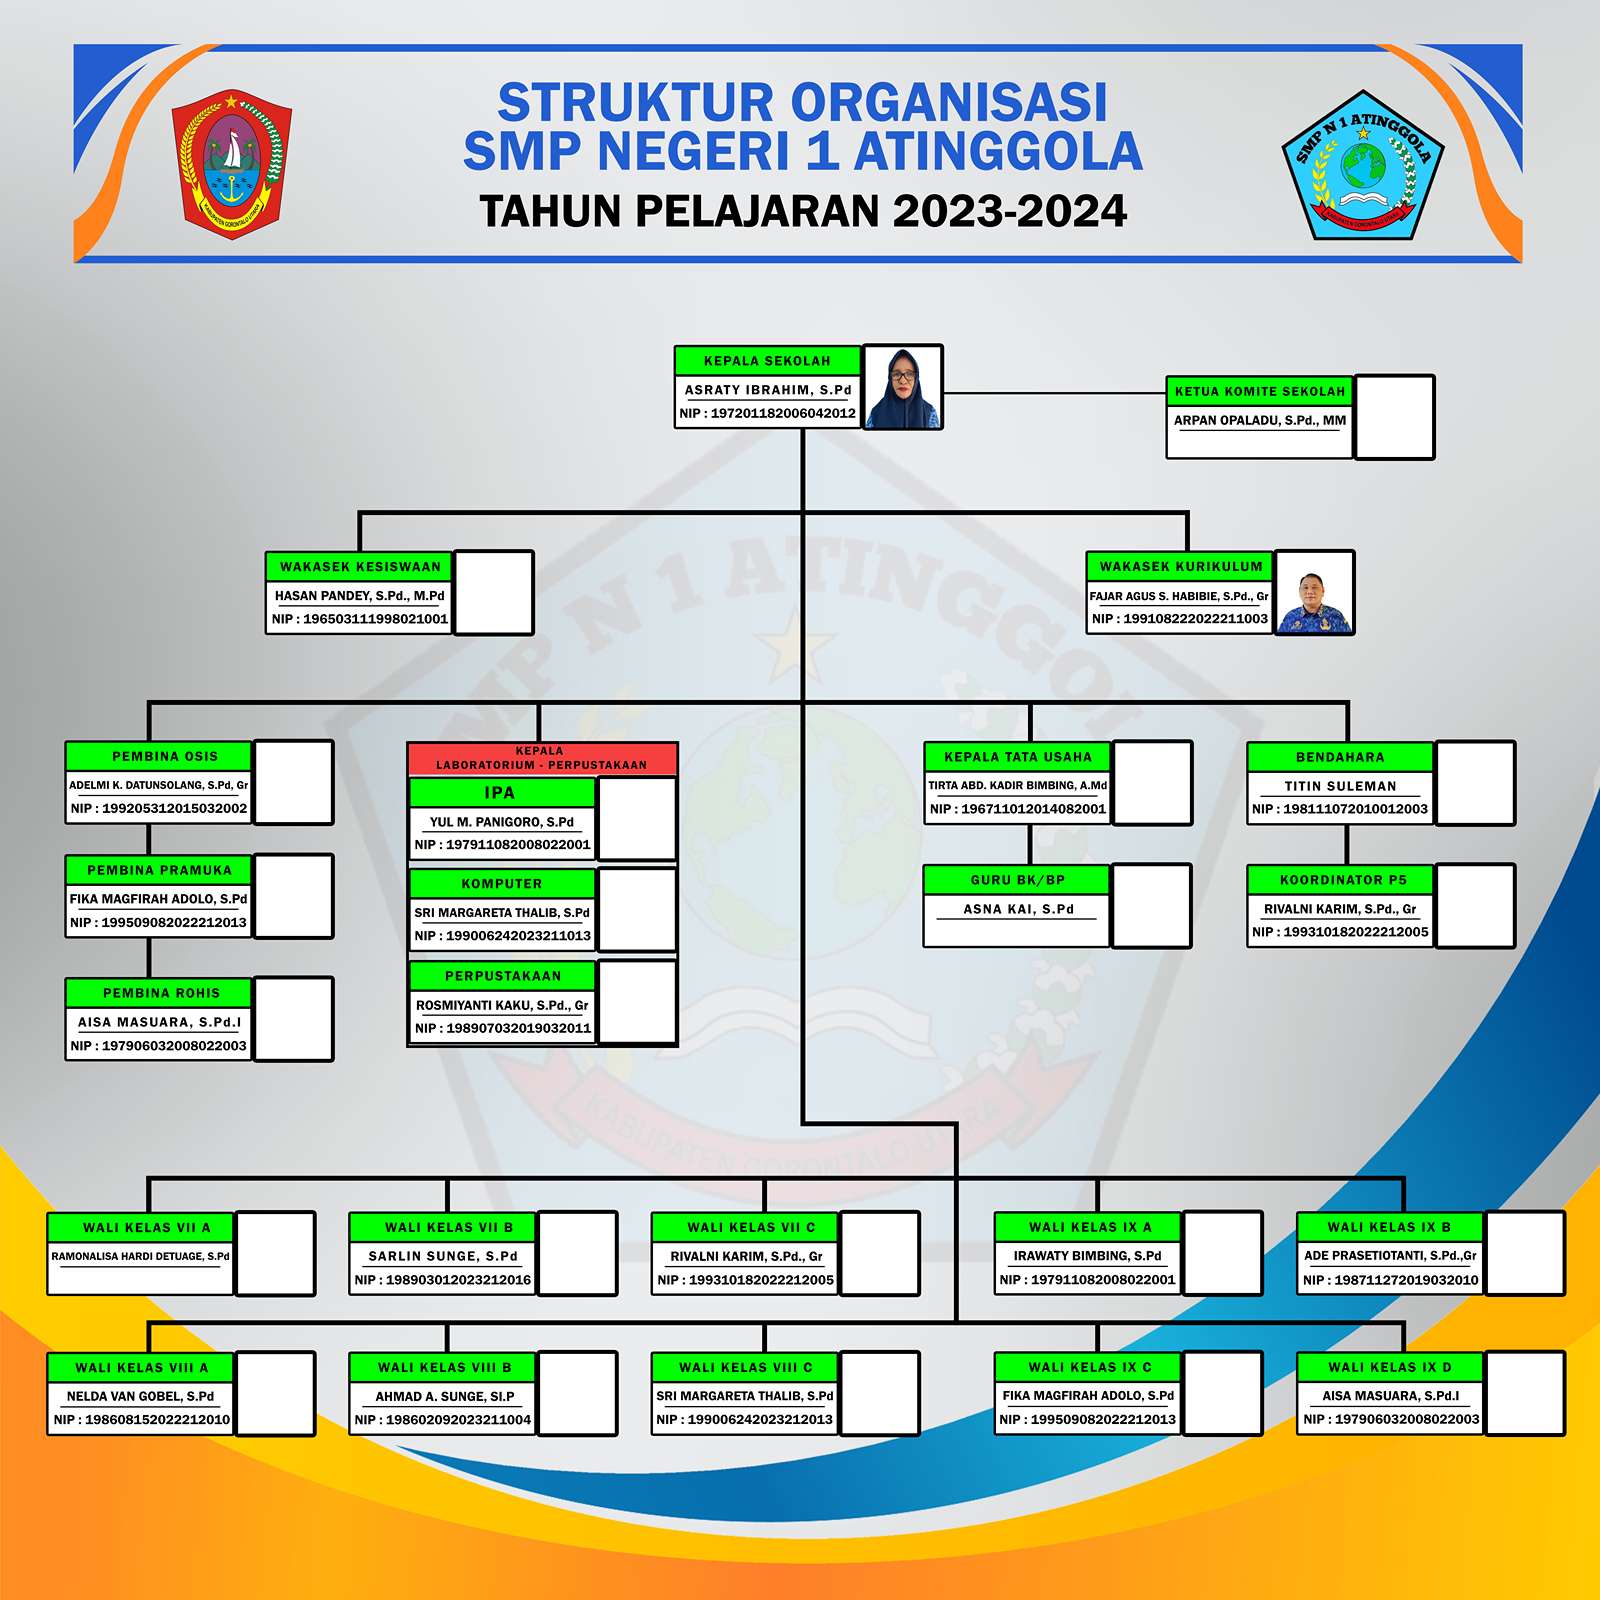 STRUKTUR ORGANISASI
SMP NEGERI 1 ATINGGOLA
TAHUN PELAJARAN 2023-2024
KABUPATEN GORONTALO UTARA
SMP N 1 ATINGGOLA
KABUPATEN GORONTALO UTARA
KEPALA SEKOLAH
ASRATY IBRAHIM, S.Pd
NIP : 197201182006042012
KETUA KOMITE SEKOLAH
ARPAN OPALADU, S.Pd., MM
WAKASEK KESISWAAN
HASAN PANDEY, S.Pd., M.Pd
NIP : 196503111998021001
WAKASEK KURIKULUM
FAJAR AGUS S. HABIBIE, S.Pd., Gr
NIP : 199108222022211003
SMP N 1 ATINGGOL
PEMBINA OSIS
ADELMI K. DATUNSOLANG, S.Pd, Gr
NIP : 199205312015032002
PEMBINA PRAMUKA
FIKA MAGFIRAH ADOLO, S.Pd
NIP : 199509082022212013
PEMBINA ROHIS
AISA MASUARA, S.Pd.I
NIP : 197906032008022003
KEPALA
LABORATORIUM - PERPUSTAKAAN
IPA
YUL M. PANIGORO, S.Pd
NIP : 197911082008022001
KOMPUTER
SRI MARGARETA THALIB, S.Pd
NIP : 199006242023211013
PERPUSTAKAAN
ROSMIYANTI KAKU, S.Pd., Gr
NIP : 198907032019032011
KEPALA TATA USAHA
TIRTA ABD. KADIR BIMBING, A.Md
NIP : 196711012014082001
GURU BK/BP
ASNA KAI, S.Pd
BENDAHARA
TITIN SULEMAN
NIP : 198111072010012003
KOORDINATOR P5
RIVALNI KARIM, S.Pd., Gr
NIP : 199310182022212005
KABUPATEN GORONTALO UTARA
WALI KELAS VII A
RAMONALISA HARDI DETUAGE, S.Pd
WALI KELAS VII B
SARLIN SUNGE, S.Pd
NIP : 198903012023212016
WALI KELAS VII C
RIVALNI KARIM, S.Pd., Gr
NIP : 199310182022212005
WALI KELAS IX A
IRAWATY BIMBING, S.Pd
NIP : 197911082008022001
WALI KELAS IX B
ADE PRASETIOTANTI, S.Pd.,Gr
NIP : 198711272019032010
WALI KELAS VIII A
NELDA VAN GOBEL, S.Pd
NIP : 198608152022212010
WALI KELAS VIII B
AHMAD A. SUNGE, SI.P
NIP : 198602092023211004
WALI KELAS VIII C
SRI MARGARETA THALIB, S.Pd
NIP : 199006242023212013
WALI KELAS IX C
FIKA MAGFIRAH ADOLO, S.Pd
NIP : 199509082022212013
WALI KELAS IX D
AISA MASUARA, S.Pd.I
NIP : 197906032008022003